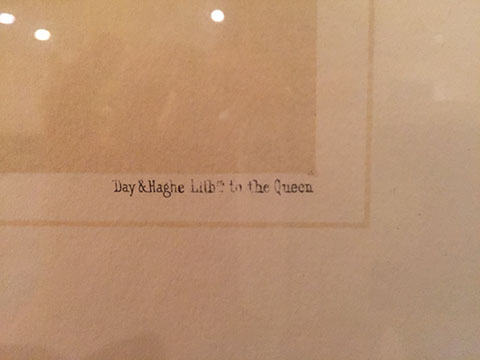 Day & Haghe Lithrs to the Queen